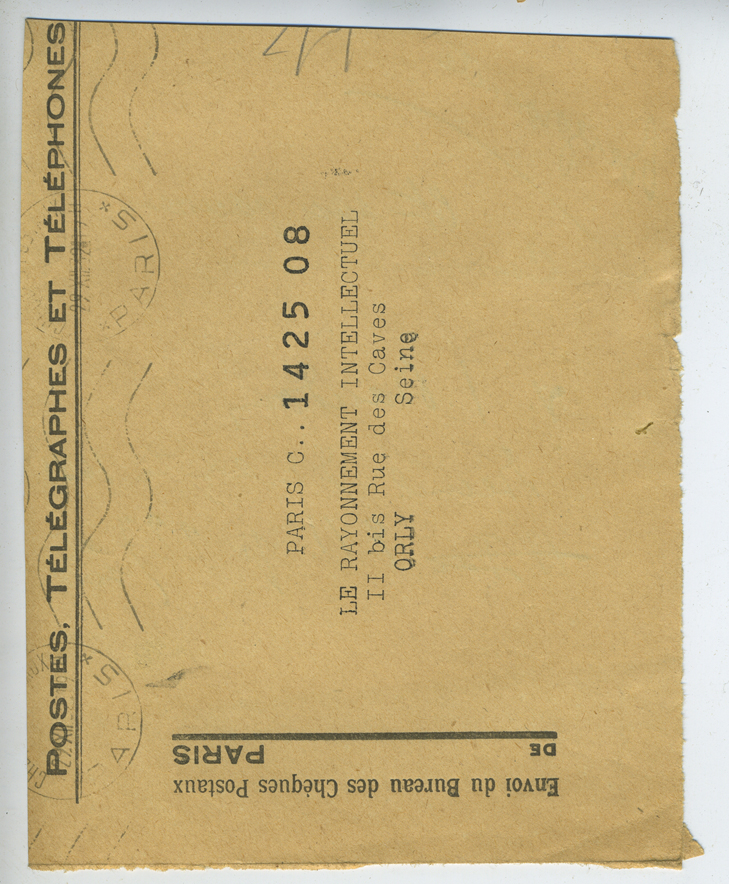 POSTES, TÉLÉGRAPHES ET TÉLÉPHONES
PARIS
PARIS
PARIS C.. 1425 08
LE RAYONNEMENT INTELLECTUEL
II bis Rue des Caves
ORLY Seine
Envoi du Bureau des Chèques Postaux
DE PARIS